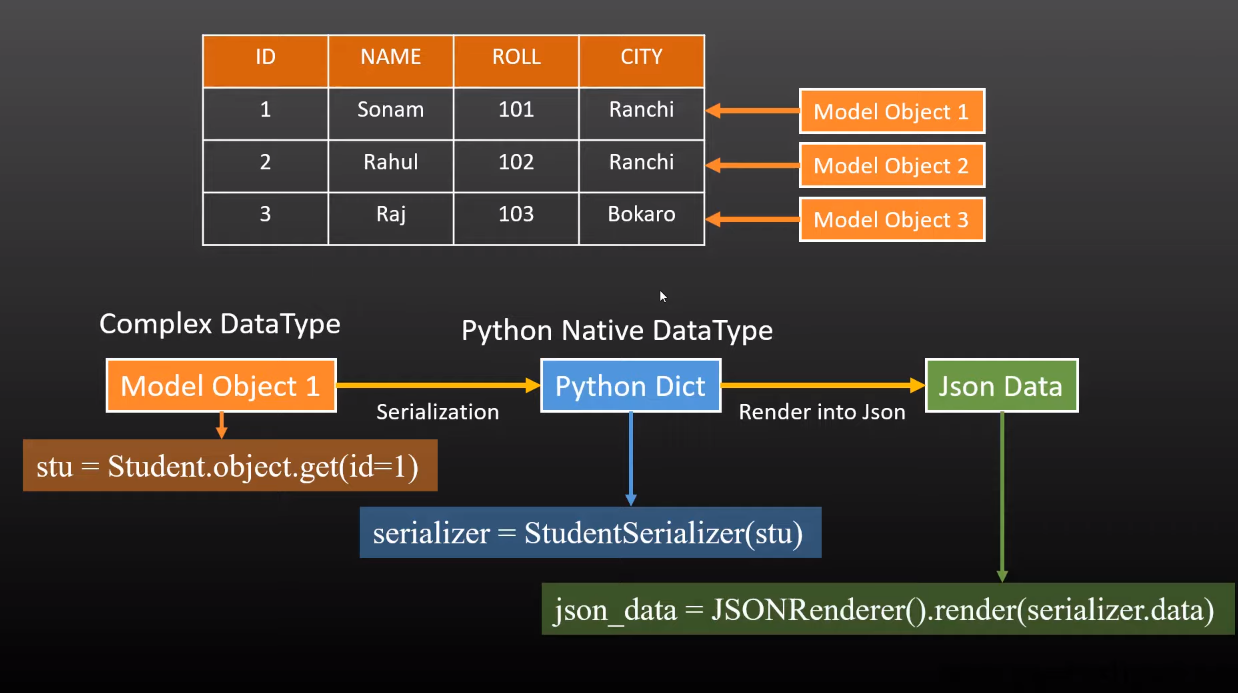 ID NAME ROLL CITY
1 Sonam 101 Ranchi
Model Object 1
2 Rahul 102 Ranchi
Model Object 2
3 Raj 103 Bokaro
Model Object 3
Complex DataType
Python Native DataType
Model Object 1
Serialization
Python Dict
Render into Json
Json Data
stu = Student.object.get(id=1)
serializer = StudentSerializer(stu)
json_data = JSONRenderer().render(serializer.data)